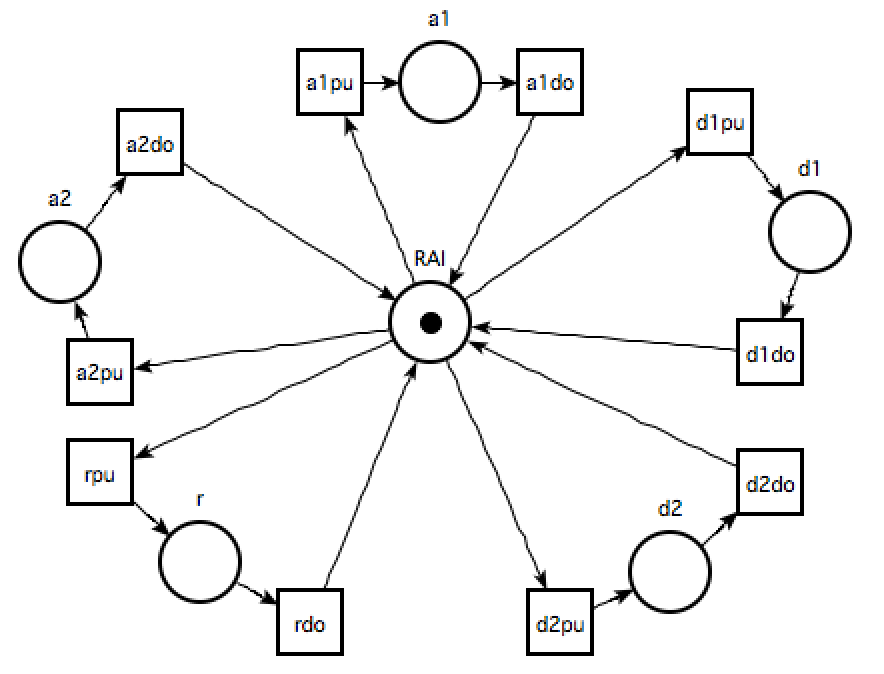 a1
a1pu
a1do
a2do
d1pu
d1
a2
RAI
a2pu
d1do
rpu
r
d2
d2do
rdo
d2pu